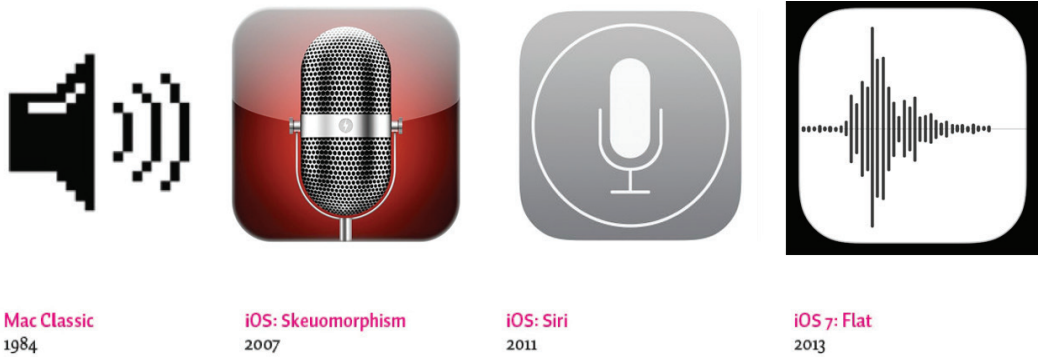 Mac Classic
1984
iOS: Skeuomorphism
2007
iOS: Siri
2011
iOS 7: Flat
2013